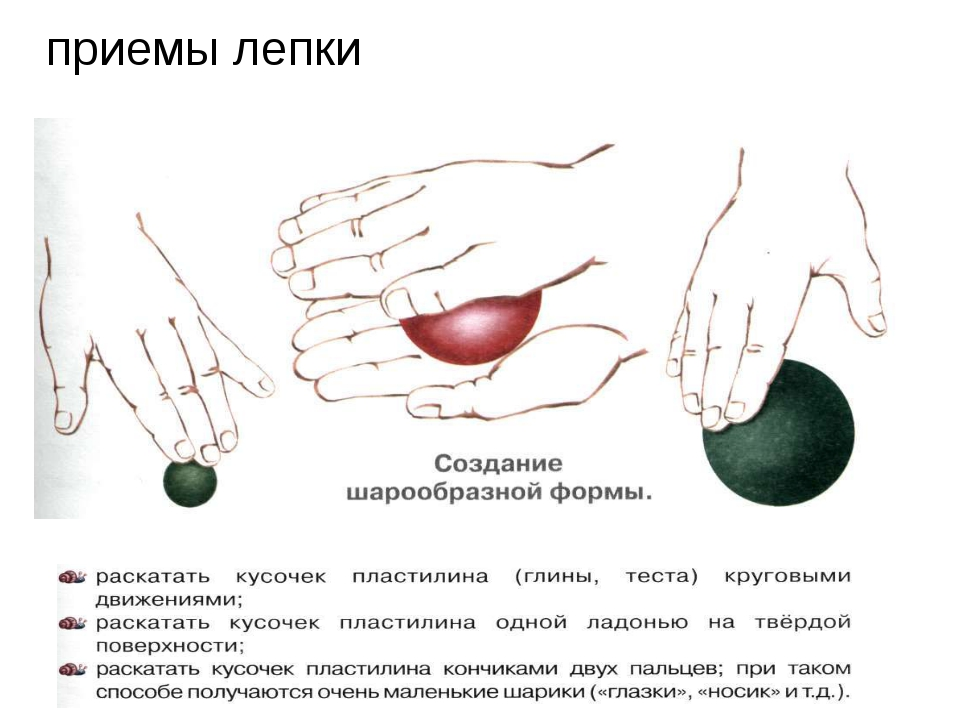 приемы лепки
Создание
шарообразной формы.
раскатать кусочек пластилина (глины, теста) круговыми
движениями;
раскатать кусочек пластилина одной ладонью на твёрдой
поверхности;
раскатать кусочек пластилина кончиками двух пальцев; при таком
способе получаются очень маленькие шарики («глазки», «носик» и т.д.).